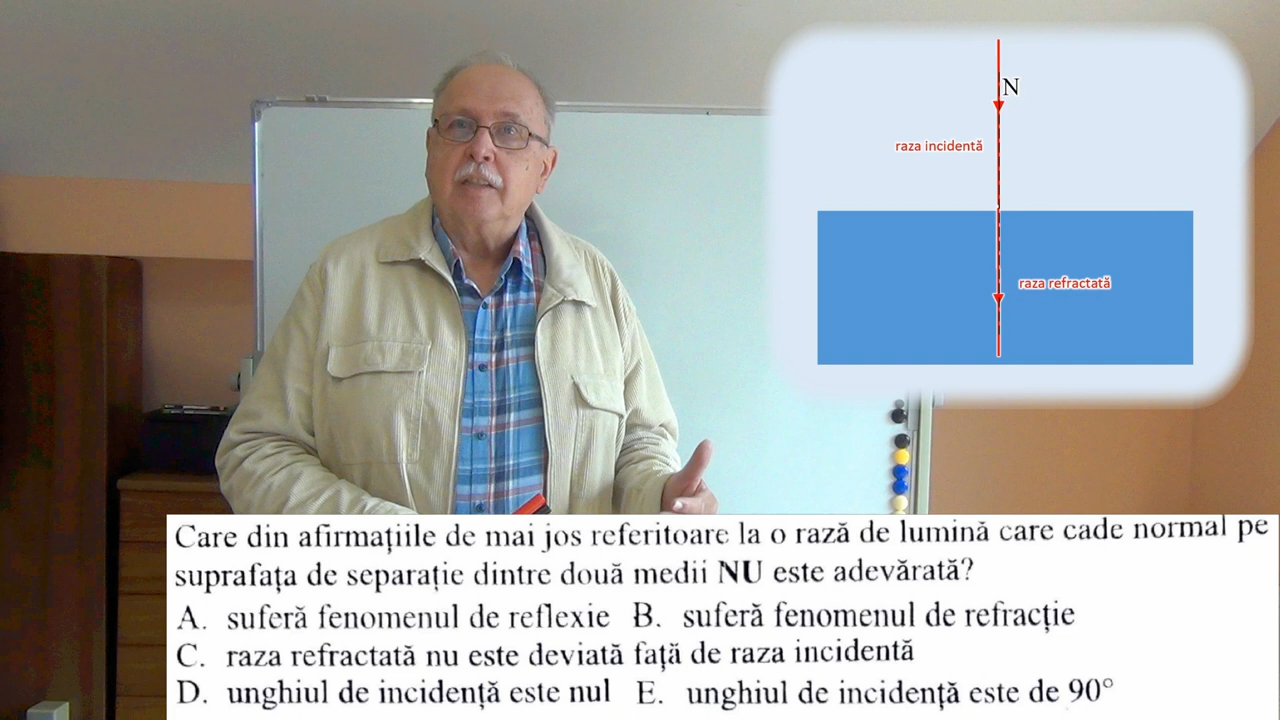 N
raza incidentă
raza refractată
Care din afirmațiile de mai jos referitoare la o rază de lumină care cade normal pe
suprafața de separație dintre două medii NU este adevărată?
A. suferă fenomenul de reflexie B. suferă fenomenul de refracție
C. raza refractată nu este deviată față de raza incidentă
D. unghiul de incidență este nul E. unghiul de incidență este de 90°